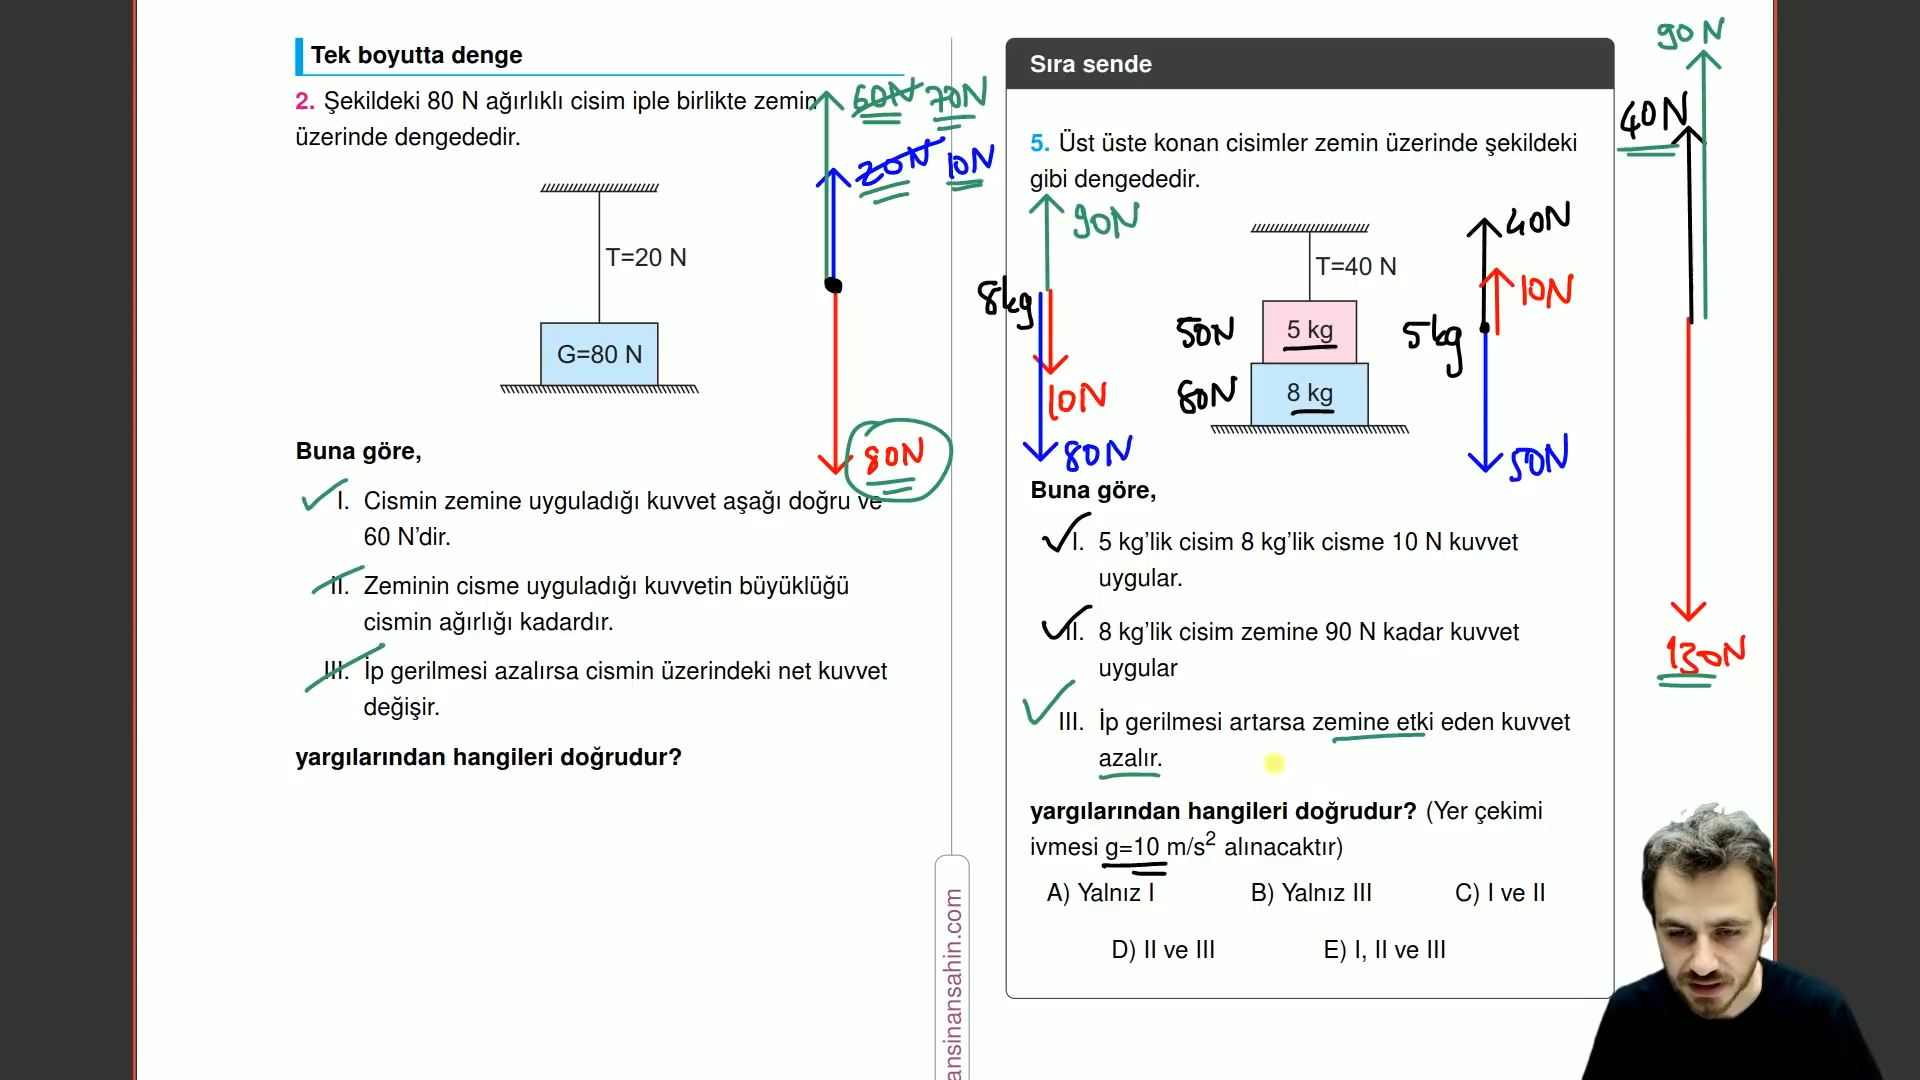 Tek boyutta denge
2. Şekildeki 80 N ağırlıklı cisim iple birlikte zemin
üzerinde dengededir.
60N 70N
20N 10N
T=20 N
G=80 N
80N
Buna göre,
I. Cismin zemine uyguladığı kuvvet aşağı doğru ve
60 N'dir.
II. Zeminin cisme uyguladığı kuvvetin büyüklüğü
cismin ağırlığı kadardır.
III. İp gerilmesi azalırsa cismin üzerindeki net kuvvet
değişir.
yargılarından hangileri doğrudur?
ansinansahin.com
Sıra sende
5. Üst üste konan cisimler zemin üzerinde şekildeki
gibi dengededir.
90N
8kg
10N
80N
T=40 N
50N 5 kg
80N 8 kg
40N
10N
5kg
50N
Buna göre,
I. 5 kg'lik cisim 8 kg'lik cisme 10 N kuvvet
uygular.
II. 8 kg'lik cisim zemine 90 N kadar kuvvet
uygular
III. İp gerilmesi artarsa zemine etki eden kuvvet
azalır.
yargılarından hangileri doğrudur? (Yer çekimi
ivmesi g=10 m/s² alınacaktır)
A) Yalnız I B) Yalnız III C) I ve II
D) II ve III E) I, II ve III
90N
40N
130N